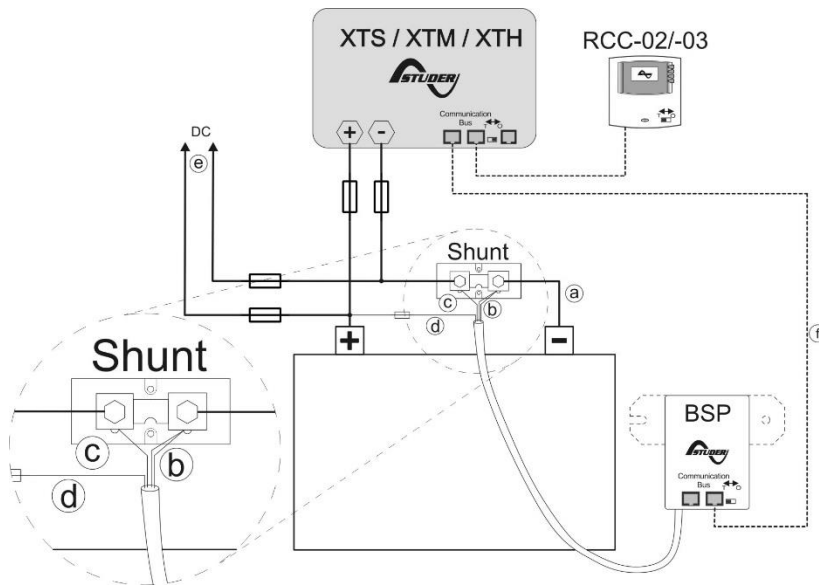 XTS / XTM / XTH
STUDER
Communication
Bus
T O
+ -
RCC-02/-03
T O
DC
e
Shunt
a
c b
d
+ -
f
Shunt
c b
d
BSP
STUDER
Communication
Bus
T O